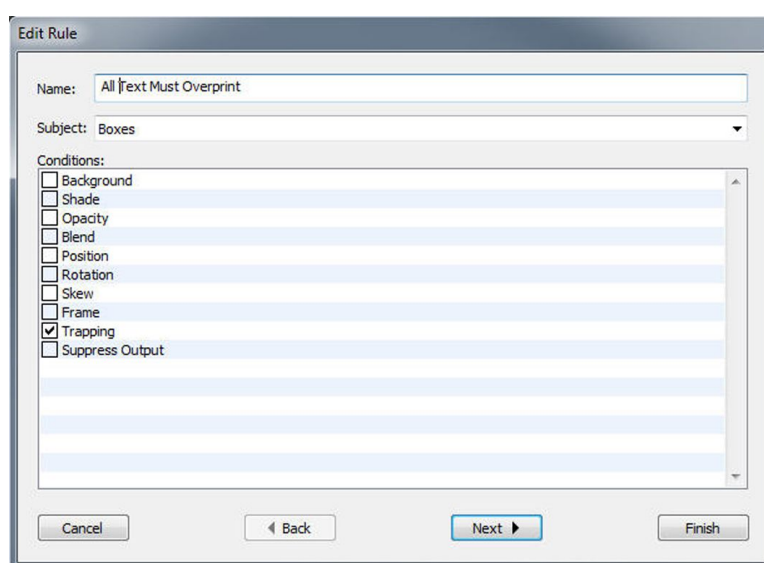 Edit Rule
Name: All Text Must Overprint
Subject: Boxes
Conditions:
Background
Shade
Opacity
Blend
Position
Rotation
Skew
Frame
Trapping
Suppress Output
Cancel Back Next Finish